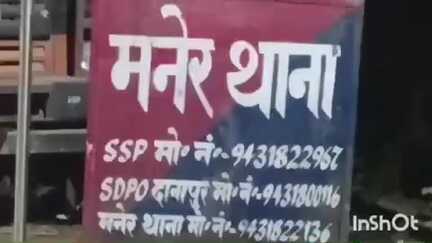 मनेर थाना
SSP मो॰ नं॰-9431822967
SDPO दानापुर मो॰ नं॰-9431800116
मनेर थाना मो॰ नं॰-9431822136
InShOt